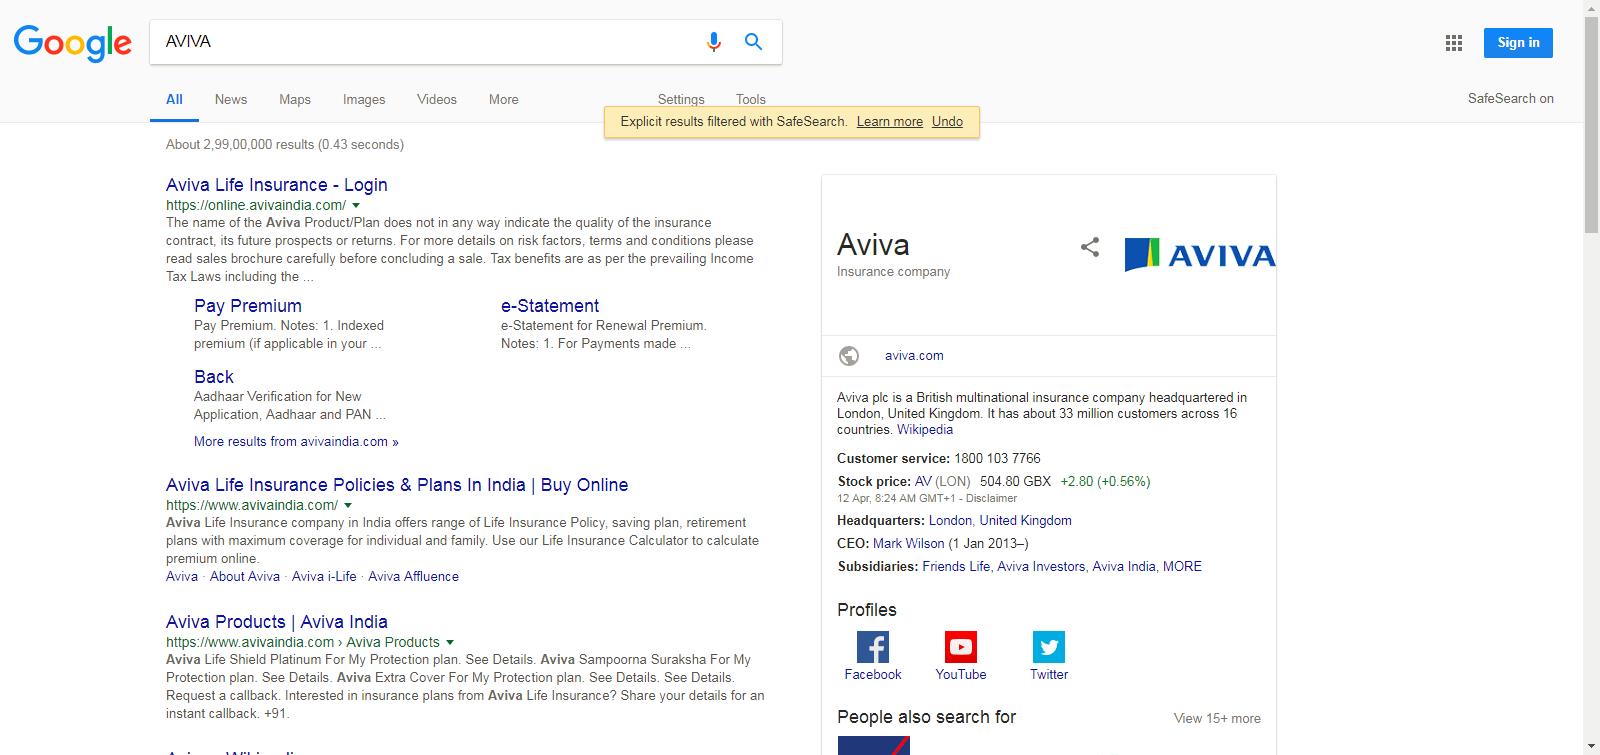 Google
AVIVA
Sign in
All News Maps Images Videos More Settings Tools
SafeSearch on
Explicit results filtered with SafeSearch. Learn more Undo
About 2,99,00,000 results (0.43 seconds)
Aviva Life Insurance - Login
https://online.avivaindia.com/
The name of the Aviva Product/Plan does not in any way indicate the quality of the insurance
contract, its future prospects or returns. For more details on risk factors, terms and conditions please
read sales brochure carefully before concluding a sale. Tax benefits are as per the prevailing Income
Tax Laws including the ...
Pay Premium
Pay Premium. Notes: 1. Indexed
premium (if applicable in your ...
e-Statement
e-Statement for Renewal Premium.
Notes: 1. For Payments made ...
Back
Aadhaar Verification for New
Application, Aadhaar and PAN ...
More results from avivaindia.com »
Aviva Life Insurance Policies & Plans In India | Buy Online
https://www.avivaindia.com/
Aviva Life Insurance company in India offers range of Life Insurance Policy, saving plan, retirement
plans with maximum coverage for individual and family. Use our Life Insurance Calculator to calculate
premium online.
Aviva · About Aviva · Aviva i-Life · Aviva Affluence
Aviva Products | Aviva India
https://www.avivaindia.com › Aviva Products
Aviva Life Shield Platinum For My Protection plan. See Details. Aviva Sampoorna Suraksha For My
Protection plan. See Details. Aviva Extra Cover For My Protection plan. See Details. See Details.
Request a callback. Interested in insurance plans from Aviva Life Insurance? Share your details for an
instant callback. +91.
Aviva
Insurance company
AVIVA
aviva.com
Aviva plc is a British multinational insurance company headquartered in
London, United Kingdom. It has about 33 million customers across 16
countries. Wikipedia
Customer service: 1800 103 7766
Stock price: AV (LON) 504.80 GBX +2.80 (+0.56%)
12 Apr, 8:24 AM GMT+1 - Disclaimer
Headquarters: London, United Kingdom
CEO: Mark Wilson (1 Jan 2013–)
Subsidiaries: Friends Life, Aviva Investors, Aviva India, MORE
Profiles
Facebook YouTube Twitter
People also search for View 15+ more